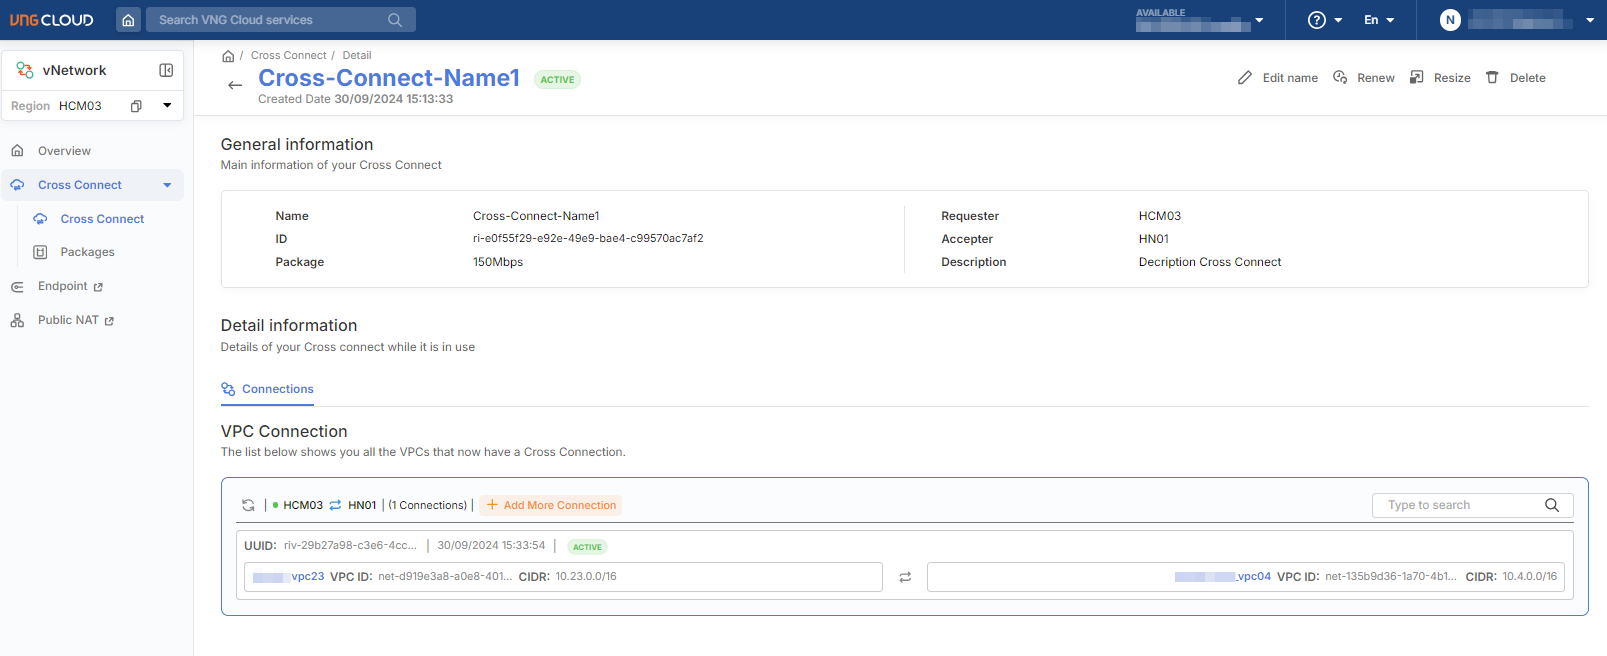 VNG CLOUD
Search VNG Cloud services
AVAILABLE
En
N
vNetwork
Region HCM03
Overview
Cross Connect
Cross Connect
Packages
Endpoint
Public NAT
/ Cross Connect / Detail
Cross-Connect-Name1 ACTIVE
Created Date 30/09/2024 15:13:33
Edit name Renew Resize Delete
General information
Main information of your Cross Connect
Name Cross-Connect-Name1
ID ri-e0f55f29-e92e-49e9-bae4-c99570ac7af2
Package 150Mbps
Requester HCM03
Accepter HN01
Description Decription Cross Connect
Detail information
Details of your Cross connect while it is in use
Connections
VPC Connection
The list below shows you all the VPCs that now have a Cross Connection.
| HCM03 HN01 | (1 Connections) | + Add More Connection
Type to search
UUID: riv-29b27a98-c3e6-4cc... | 30/09/2024 15:33:54 | ACTIVE
vpc23 VPC ID: net-d919e3a8-a0e8-401... CIDR: 10.23.0.0/16
_vpc04 VPC ID: net-135b9d36-1a70-4b1... CIDR: 10.4.0.0/16